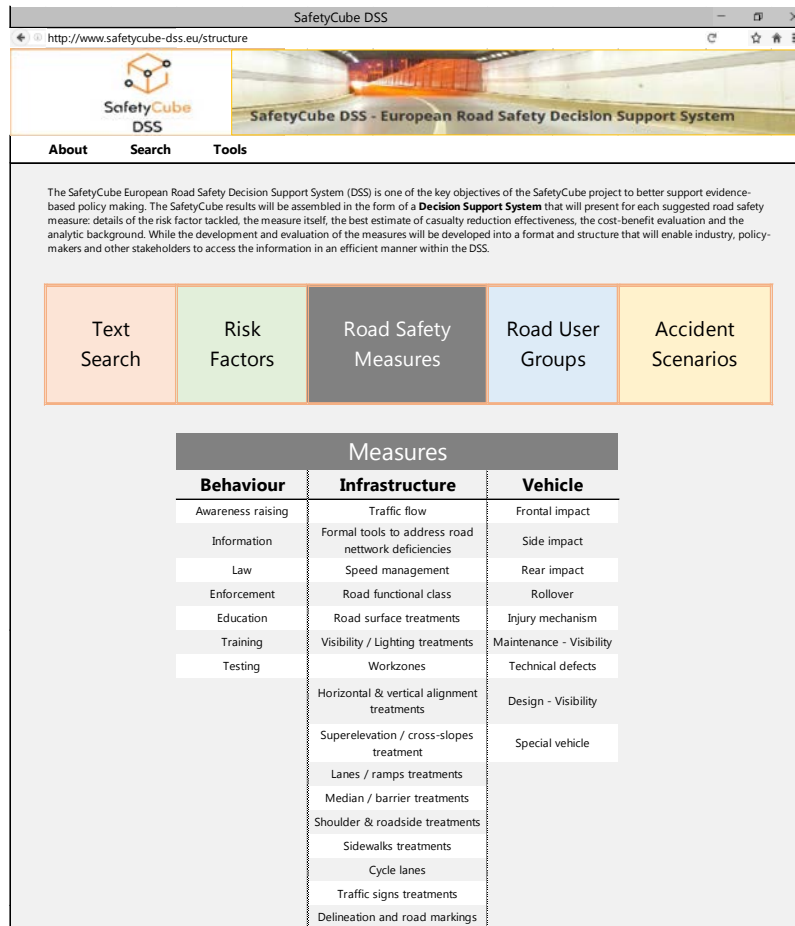 SafetyCube DSS
http://www.safetycube-dss.eu/structure
SafetyCube
DSS
SafetyCube DSS - European Road Safety Decision Support System
About Search Tools
The SafetyCube European Road Safety Decision Support System (DSS) is one of the key objectives of the SafetyCube project to better support evidence-
based policy making. The SafetyCube results will be assembled in the form of a Decision Support System that will present for each suggested road safety
measure: details of the risk factor tackled, the measure itself, the best estimate of casualty reduction effectiveness, the cost-benefit evaluation and the
analytic background. While the development and evaluation of the measures will be developed into a format and structure that will enable industry, policy-
makers and other stakeholders to access the information in an efficient manner within the DSS.
Text
Search
Risk
Factors
Road Safety
Measures
Road User
Groups
Accident
Scenarios
Measures
Behaviour Infrastructure Vehicle
Awareness raising Traffic flow Frontal impact
Information Formal tools to address road
nettwork deficiencies Side impact
Law Speed management Rear impact
Enforcement Road functional class Rollover
Education Road surface treatments Injury mechanism
Training Visibility / Lighting treatments Maintenance - Visibility
Testing Workzones Technical defects
Horizontal & vertical alignment
treatments Design - Visibility
Superelevation / cross-slopes
treatment Special vehicle
Lanes / ramps treatments
Median / barrier treatments
Shoulder & roadside treatments
Sidewalks treatments
Cycle lanes
Traffic signs treatments
Delineation and road markings